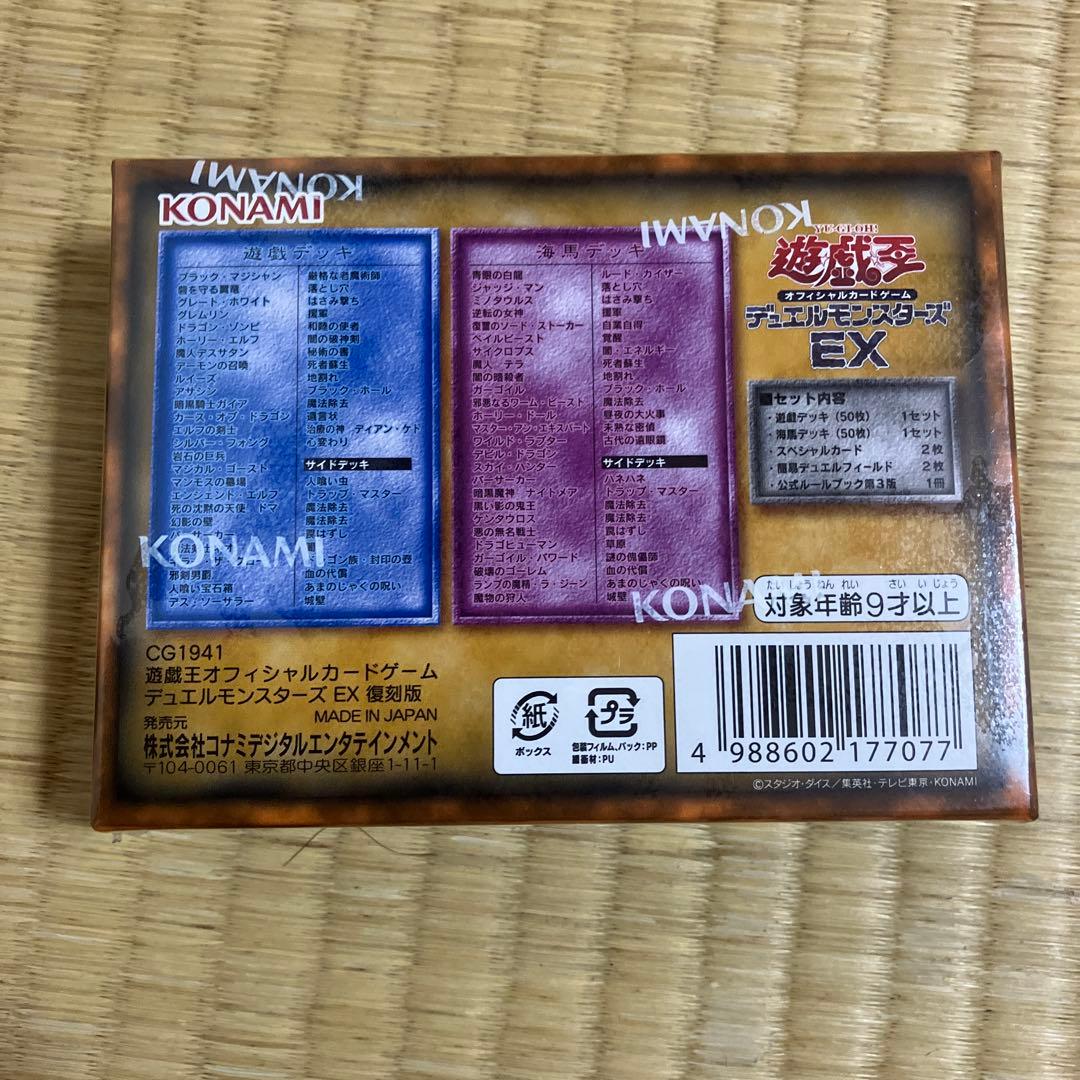 KONAMI
KONAMI
KONAMI
遊戯デッキ
ブラック・マジシャン
砦を守る翼竜
グレート・ホワイト
グレムリン
ドラゴン・ゾンビ
ホーリー・エルフ
魔人デスサタン
デーモンの召喚
ルイーズ
アサシン
暗黒騎士ガイア
カース・オブ・ドラゴン
エルフの剣士
シルバー・フォング
岩石の巨兵
マジカル・ゴースト
マンモスの墓場
エンシェント・エルフ
死の沈黙の天使 ドマ
幻影の壁
邪剣男爵
人喰い宝石箱
デス・ソーサラー
厳格な老魔術師
落とし穴
はさみ撃ち
援軍
和睦の使者
闇の破神剣
秘術の書
死者蘇生
地割れ
ブラック・ホール
魔法除去
遺言状
治療の神 ディアン・ケト
心変わり
サイドデッキ
人喰い虫
トラップ・マスター
魔法除去
魔法除去
罠はずし
ドラゴン族・封印の壺
血の代償
あまのじゃくの呪い
城壁
海馬デッキ
青眼の白龍
ジャッジ・マン
ミノタウルス
逆転の女神
復讐のソード・ストーカー
ベイルビースト
サイクロプス
魔人 テラ
闇の暗殺者
ガーゴイル
邪悪なるワーム・ビースト
ホーリー・ドール
マスター・アン・エキスパート
ワイルド・ラプター
デビル・ドラゴン
スカイ・ハンター
バーサーカー
暗黒魔神 ナイトメア
黒い影の鬼王
ケンタウロス
悪の無名戦士
ドラゴヒューマン
ガーゴイル・パワード
破壊のゴーレム
ランプの魔精・ラ・ジーン
魔物の狩人
ルード・カイザー
落とし穴
はさみ撃ち
援軍
自業自得
覚醒
闇・エネルギー
死者蘇生
地割れ
ブラック・ホール
魔法除去
昼夜の大火事
未熟な密偵
古代の遠眼鏡
サイドデッキ
ハネハネ
トラップ・マスター
魔法除去
魔法除去
罠はずし
草原
謎の傀儡師
血の代償
あまのじゃくの呪い
城壁
YU-GI-OH!
遊戯王
オフィシャルカードゲーム
デュエルモンスターズ
EX
■セット内容
・遊戯デッキ（50枚） 1セット
・海馬デッキ（50枚） 1セット
・スペシャルカード 2枚
・簡易デュエルフィールド 2枚
・公式ルールブック第3版 1冊
KONAMI
KONA
たいしょうねんれい さいいじょう
対象年齢9才以上
CG1941
遊戯王オフィシャルカードゲーム
デュエルモンスターズ EX 復刻版
MADE IN JAPAN
発売元
株式会社コナミデジタルエンタテインメント
〒104-0061 東京都中央区銀座1-11-1
紙
ボックス
プラ
包装フィルム、パック:PP
緩衝材:PU
4 988602 177077
©スタジオ・ダイス／集英社・テレビ東京・KONAMI